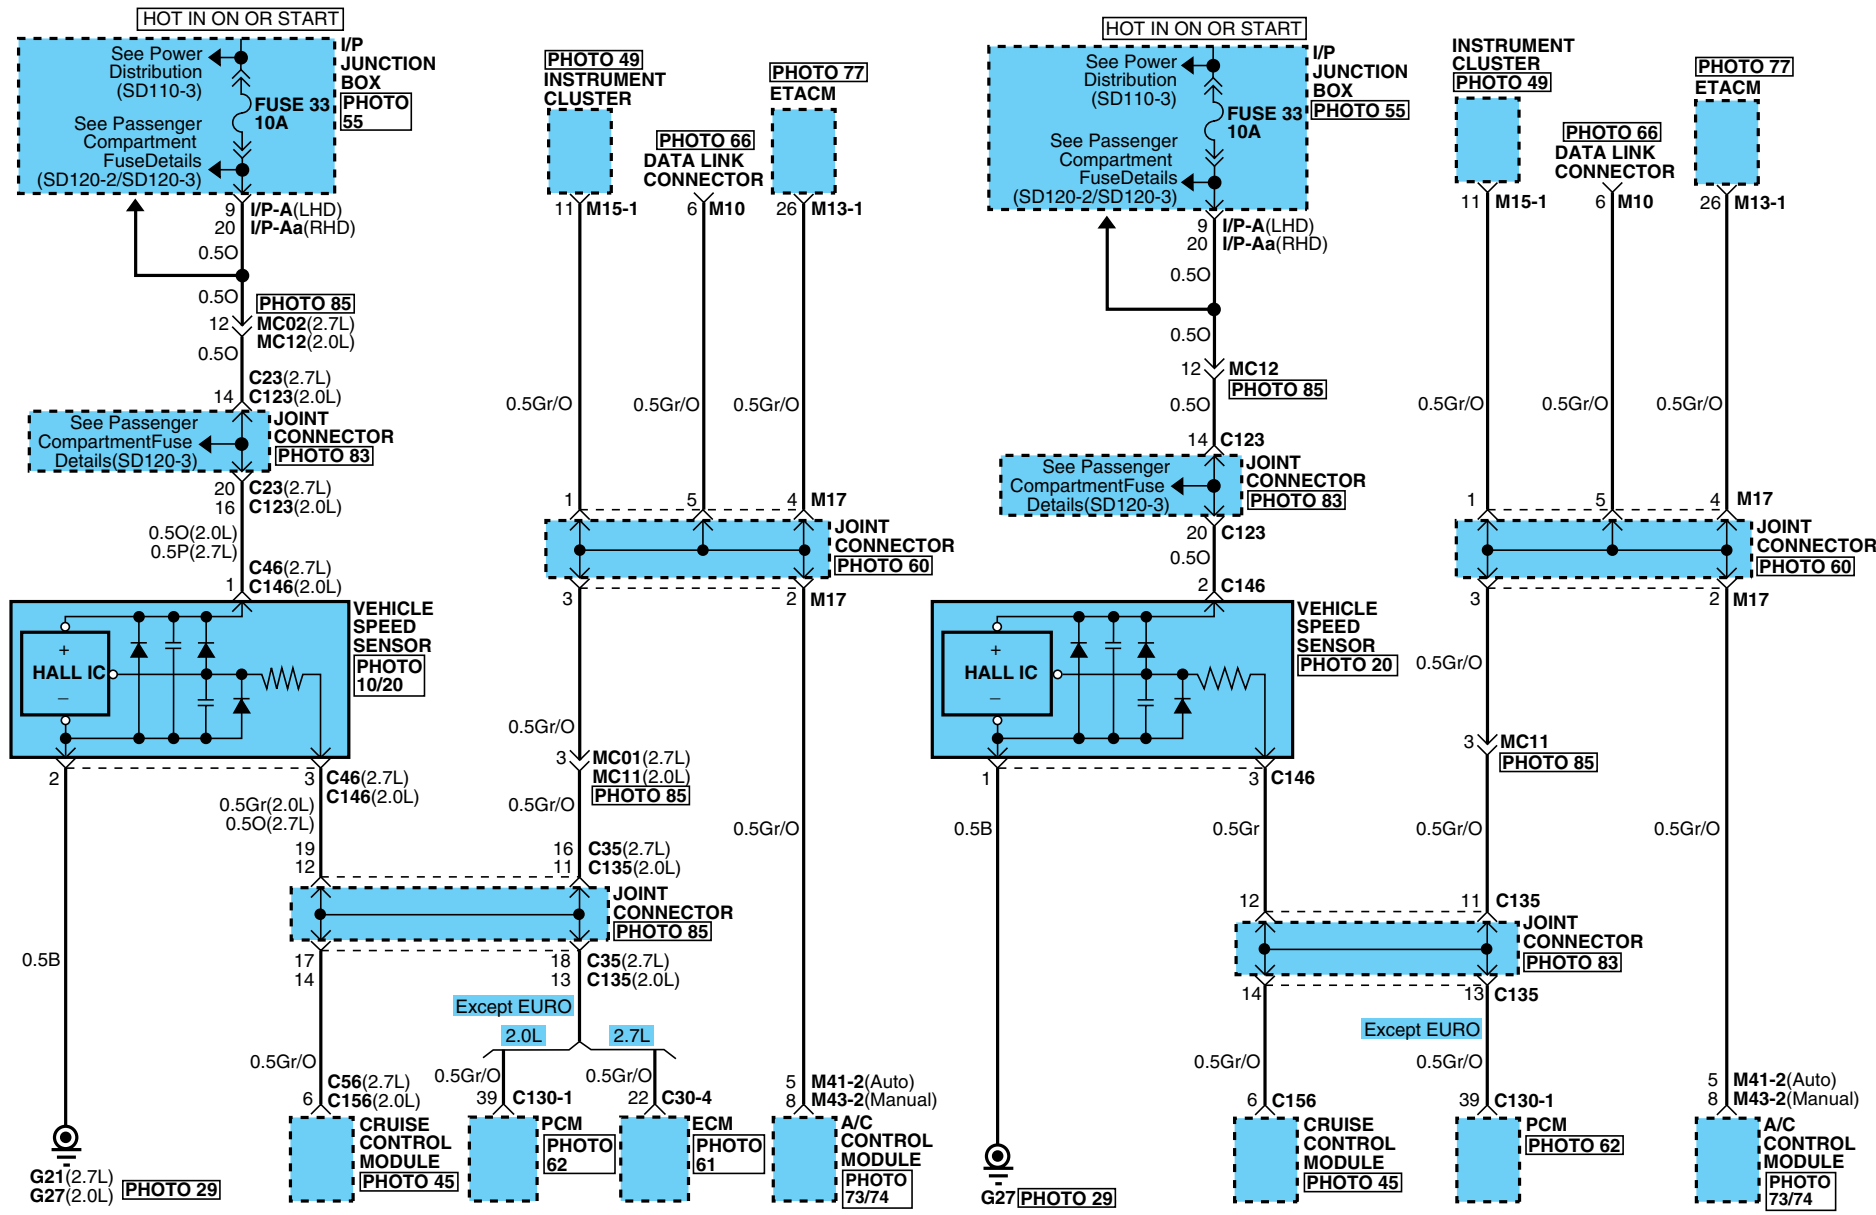 HOT IN ON OR START
See Power
Distribution
(SD110-3)
FUSE 33
10A
See Passenger
Compartment
FuseDetails
(SD120-2/SD120-3)
I/P
JUNCTION
BOX
PHOTO
55
9 I/P-A(LHD)
20 I/P-Aa(RHD)
0.5O
0.5O
PHOTO 85
12 MC02(2.7L)
MC12(2.0L)
0.5O
C23(2.7L)
14 C123(2.0L)
See Passenger
CompartmentFuse
Details(SD120-3)
JOINT
CONNECTOR
PHOTO 83
20 C23(2.7L)
16 C123(2.0L)
0.5O(2.0L)
0.5P(2.7L)
C46(2.7L)
1 C146(2.0L)
+
HALL IC
–
VEHICLE
SPEED
SENSOR
PHOTO
10/20
2
3 C46(2.7L)
C146(2.0L)
0.5Gr(2.0L)
0.5O(2.7L)
19
12
16 C35(2.7L)
11 C135(2.0L)
JOINT
CONNECTOR
PHOTO 85
17
14
18 C35(2.7L)
13 C135(2.0L)
0.5B
Except EURO
2.0L
2.7L
0.5Gr/O
0.5Gr/O
0.5Gr/O
C56(2.7L)
6 C156(2.0L)
39 C130-1
22 C30-4
5 M41-2(Auto)
8 M43-2(Manual)
CRUISE
CONTROL
MODULE
PHOTO 45
PCM
PHOTO
62
ECM
PHOTO
61
A/C
CONTROL
MODULE
PHOTO
73/74
G21(2.7L)
G27(2.0L)
PHOTO 29
PHOTO 49
INSTRUMENT
CLUSTER
PHOTO 66
DATA LINK
CONNECTOR
PHOTO 77
ETACM
11 M15-1
6 M10
26 M13-1
0.5Gr/O
0.5Gr/O
0.5Gr/O
1
5
4 M17
JOINT
CONNECTOR
PHOTO 60
3
2 M17
0.5Gr/O
3 MC01(2.7L)
MC11(2.0L)
PHOTO 85
0.5Gr/O
0.5Gr/O
HOT IN ON OR START
See Power
Distribution
(SD110-3)
FUSE 33
10A
See Passenger
Compartment
FuseDetails
(SD120-2/SD120-3)
I/P
JUNCTION
BOX
PHOTO 55
9 I/P-A(LHD)
20 I/P-Aa(RHD)
0.5O
0.5O
12 MC12
PHOTO 85
0.5O
14 C123
See Passenger
CompartmentFuse
Details(SD120-3)
JOINT
CONNECTOR
PHOTO 83
20 C123
0.5O
2 C146
+
HALL IC
–
VEHICLE
SPEED
SENSOR
PHOTO 20
1
3 C146
0.5B
0.5Gr
12
11 C135
JOINT
CONNECTOR
PHOTO 83
14
13 C135
Except EURO
0.5Gr/O
0.5Gr/O
6 C156
39 C130-1
5 M41-2(Auto)
8 M43-2(Manual)
CRUISE
CONTROL
MODULE
PHOTO 45
PCM
PHOTO 62
A/C
CONTROL
MODULE
PHOTO
73/74
G27
PHOTO 29
INSTRUMENT
CLUSTER
PHOTO 49
PHOTO 66
DATA LINK
CONNECTOR
PHOTO 77
ETACM
11 M15-1
6 M10
26 M13-1
0.5Gr/O
0.5Gr/O
0.5Gr/O
1
5
4 M17
JOINT
CONNECTOR
PHOTO 60
3
2 M17
0.5Gr/O
3 MC11
PHOTO 85
0.5Gr/O
0.5Gr/O